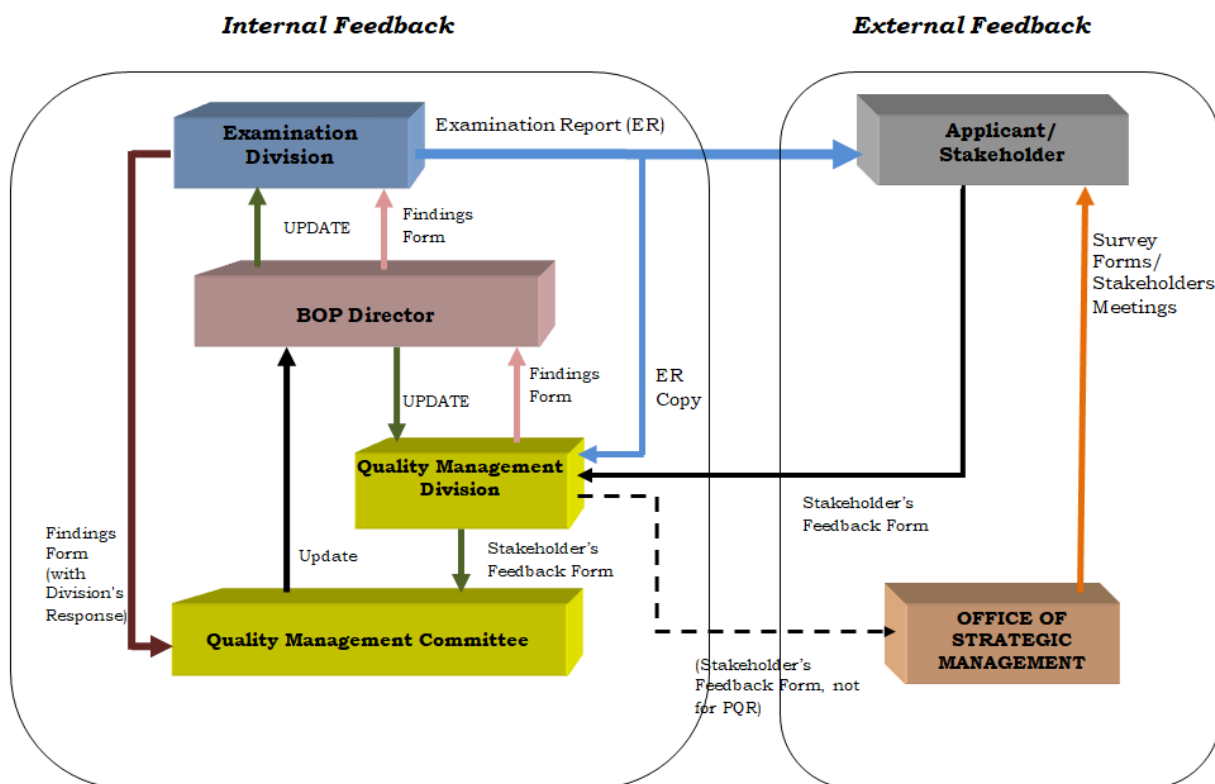 Internal Feedback
External Feedback
Examination
Division
Examination Report (ER)
Applicant/
Stakeholder
UPDATE
Findings
Form
Survey
Forms/
Stakeholders
Meetings
BOP Director
UPDATE
Findings
Form
ER
Copy
Quality Management
Division
Stakeholder’s
Feedback Form
Findings
Form
(with
Division's
Response)
Update
Stakeholder’s
Feedback Form
Quality Management Committee
OFFICE OF
STRATEGIC
MANAGEMENT
(Stakeholder’s
Feedback Form, not
for PQR)